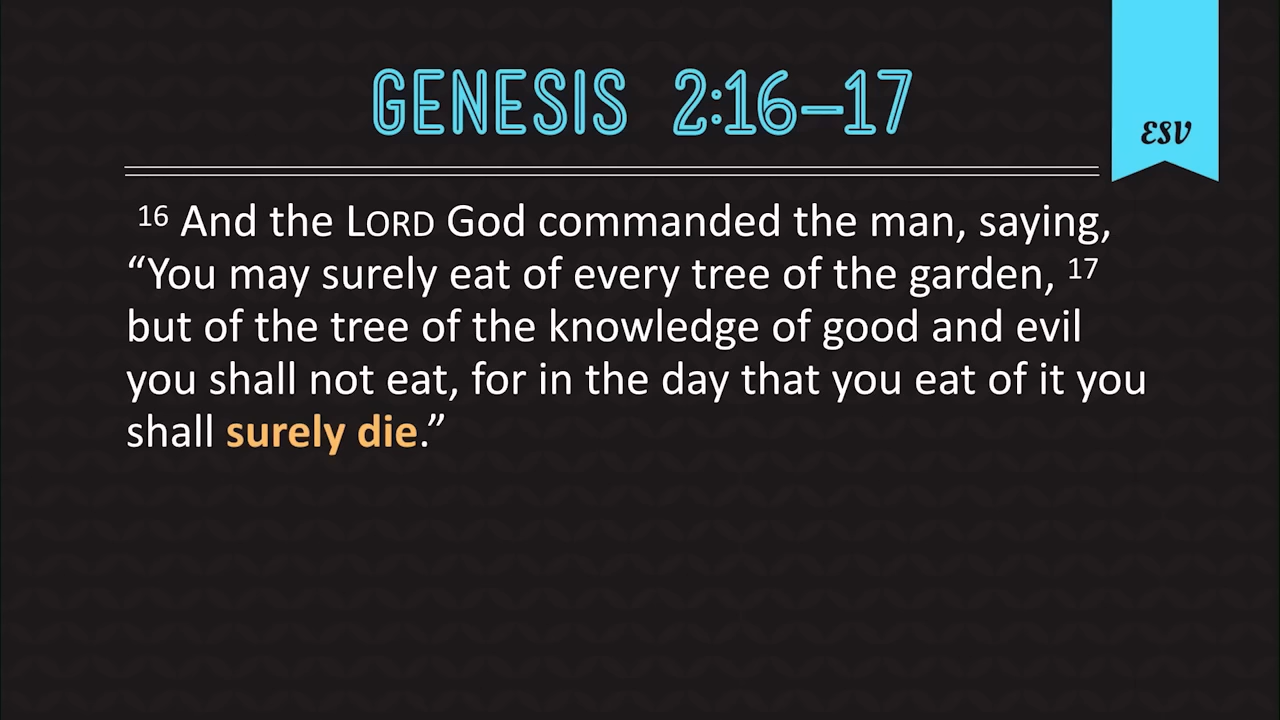 GENESIS 2:16–17
ESV
16 And the LORD God commanded the man, saying,
“You may surely eat of every tree of the garden, 17
but of the tree of the knowledge of good and evil
you shall not eat, for in the day that you eat of it you
shall surely die.”